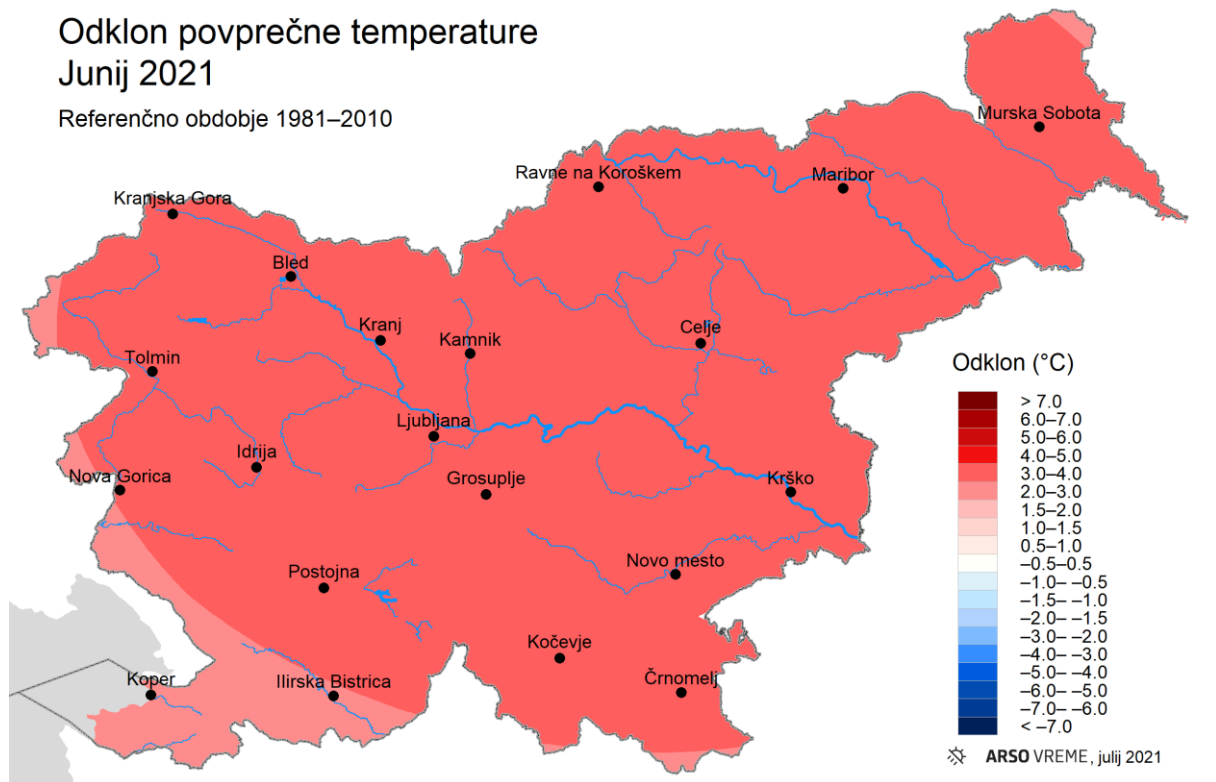 Odklon povprečne temperature
Junij 2021
Referenčno obdobje 1981–2010
Murska Sobota
Ravne na Koroškem
Maribor
Kranjska Gora
Bled
Kranj
Kamnik
Celje
Tolmin
Ljubljana
Idrija
Nova Gorica
Grosuplje
Krško
Postojna
Novo mesto
Kočevje
Koper
Ilirska Bistrica
Črnomelj
Odklon (°C)
> 7.0
6.0–7.0
5.0–6.0
4.0–5.0
3.0–4.0
2.0–3.0
1.5–2.0
1.0–1.5
0.5–1.0
–0.5–0.5
–1.0– –0.5
–1.5– –1.0
–2.0– –1.5
–3.0– –2.0
–4.0– –3.0
–5.0– –4.0
–6.0– –5.0
–7.0– –6.0
< –7.0
ARSO VREME, julij 2021